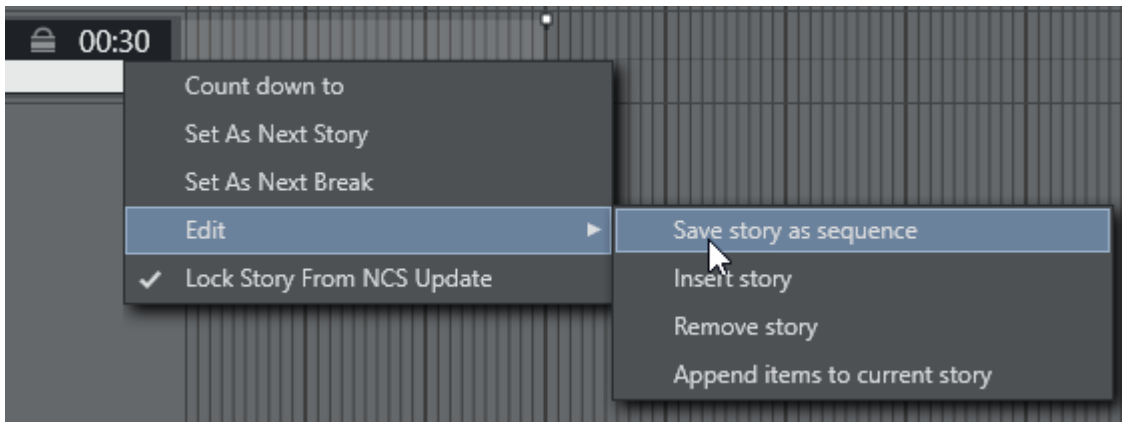 00:30
Count down to
Set As Next Story
Set As Next Break
Edit
Save story as sequence
Lock Story From NCS Update
Insert story
Remove story
Append items to current story